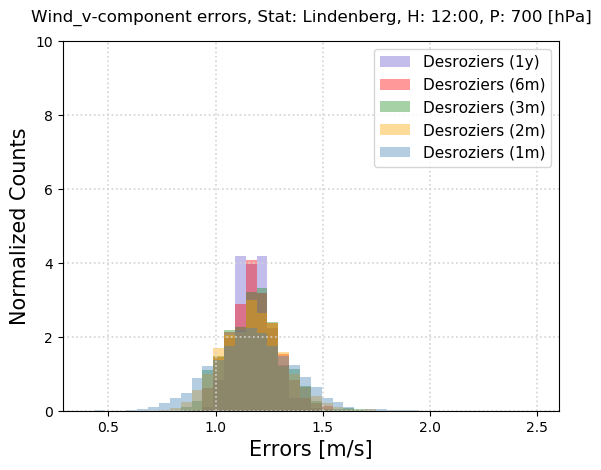 Wind_v-component errors, Stat: Lindenberg, H: 12:00, P: 700 [hPa]
10
8
6
4
2
0
Normalized Counts
Desroziers (1y)
Desroziers (6m)
Desroziers (3m)
Desroziers (2m)
Desroziers (1m)
0.5
1.0
1.5
2.0
2.5
Errors [m/s]